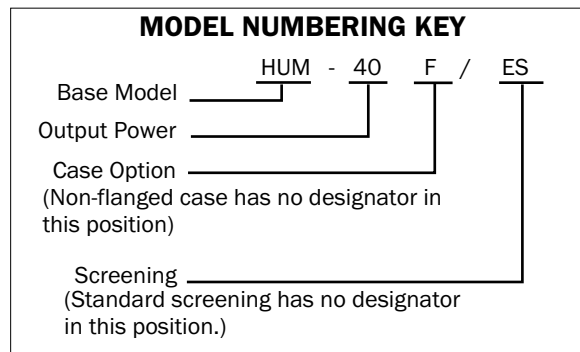 MODEL NUMBERING KEY
HUM - 40 F / ES
Base Model
Output Power
Case Option
(Non-flanged case has no designator in
this position)
Screening
(Standard screening has no designator
in this position.)